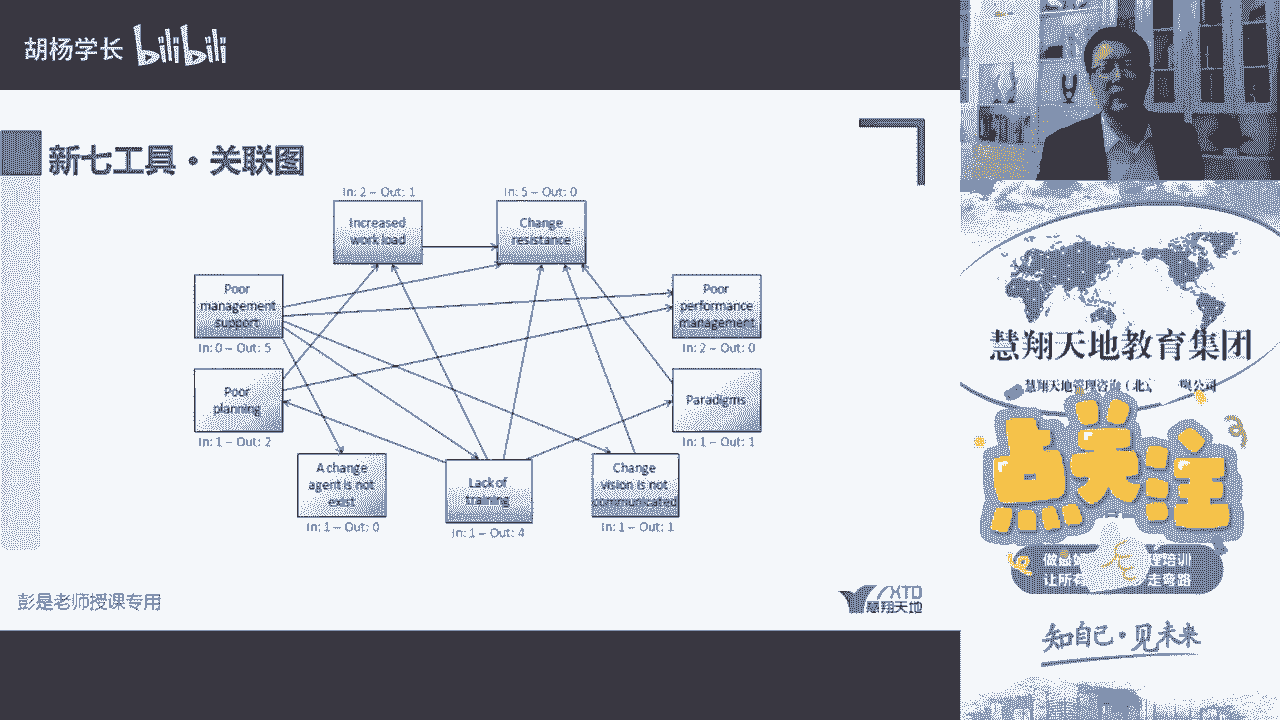 胡杨学长 bilibili
新七工具·关联图
In: 2 – Out: 1
In: 5 – Out: 0
Increased
work load
Change
resistance
Poor
management
support
In: 0 – Out: 5
Poor
performance
management
In: 2 – Out: 0
Poor
planning
In: 1 – Out: 2
Paradigms
In: 1 – Out: 1
A change
agent is not
exist
In: 1 – Out: 0
Lack of
training
In: 1 – Out: 4
Change
vision is not
communicated
In: 1 – Out: 1
彭是老师授课专用
XTD
慧翔天地
慧翔天地教育集团
慧翔天地管理咨询（北
公司
点关注
培训
让所有
走弯路
知自己·见未来